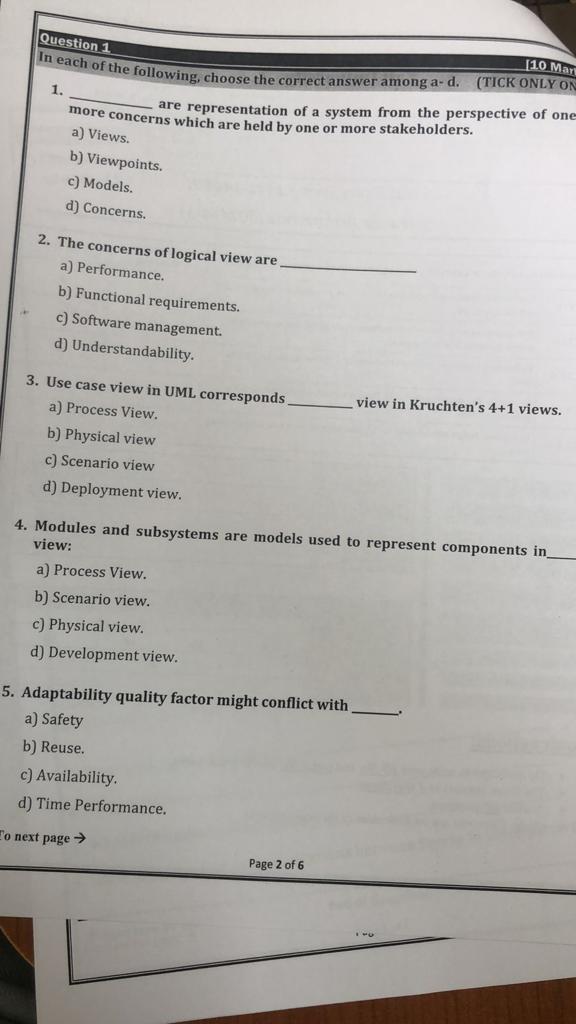 Question 1
[10 Mar
In each of the following, choose the correct answer among a- d. (TICK ONLY ON
1. ________ are representation of a system from the perspective of one
more concerns which are held by one or more stakeholders.
a) Views.
b) Viewpoints.
c) Models.
d) Concerns.
2. The concerns of logical view are ________
a) Performance.
b) Functional requirements.
c) Software management.
d) Understandability.
3. Use case view in UML corresponds ________ view in Kruchten's 4+1 views.
a) Process View.
b) Physical view
c) Scenario view
d) Deployment view.
4. Modules and subsystems are models used to represent components in____
view:
a) Process View.
b) Scenario view.
c) Physical view.
d) Development view.
5. Adaptability quality factor might conflict with ______.
a) Safety
b) Reuse.
c) Availability.
d) Time Performance.
To next page →
Page 2 of 6